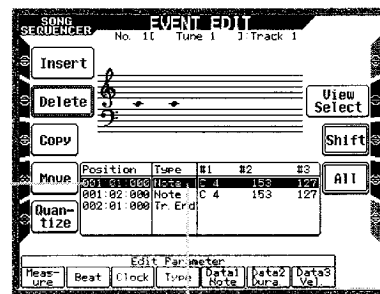 SONG
SEQUENCER
EVENT EDIT
No. 1[ Tune 1 ]:Track 1
Insert
Delete
View
Select
Copy
Shift
Move
Position Type #1 #2 #3
001:01:000 Note C 4 153 127
001:02:000 Note C 4 153 127
002:01:000 Tr.End
All
Quan-
tize
Edit Parameter
Meas-
ure
Beat
Clock
Type
Data1
Note
Data2
Dura.
Data3
Vel.